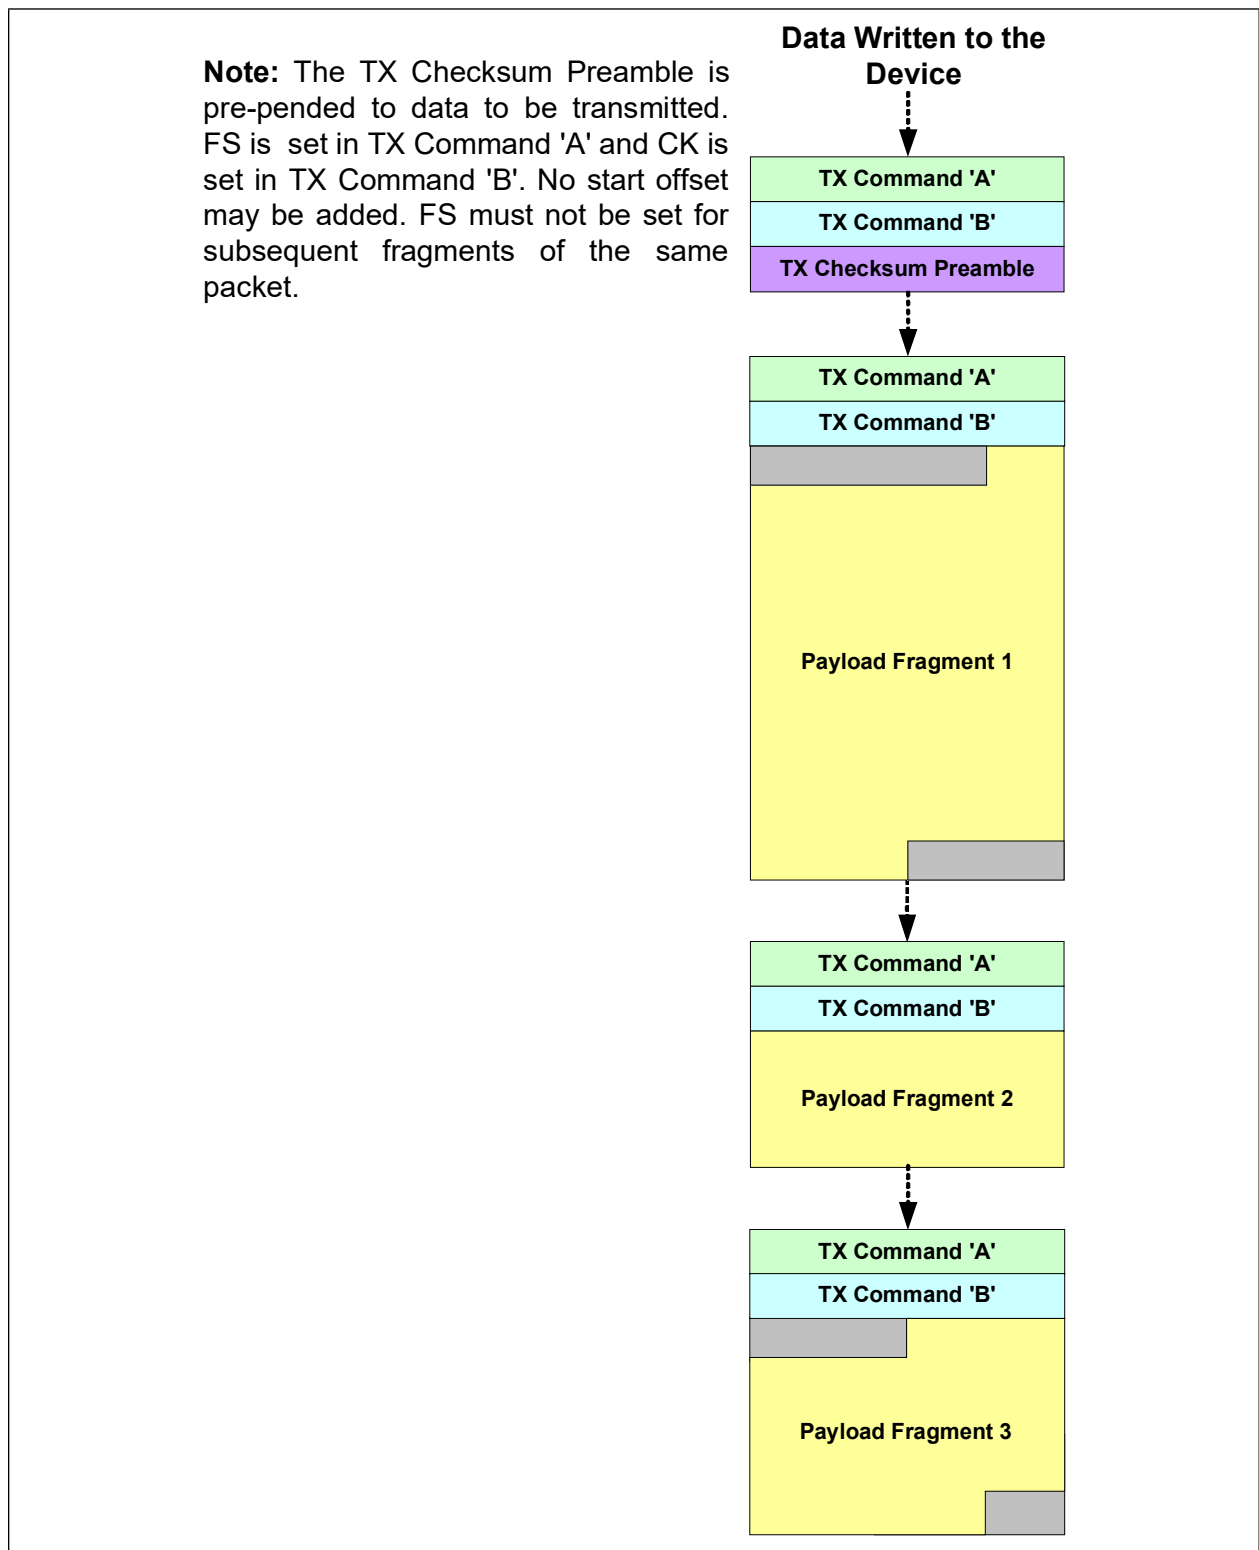 Note: The TX Checksum Preamble is
pre-pended to data to be transmitted.
FS is set in TX Command 'A' and CK is
set in TX Command 'B'. No start offset
may be added. FS must not be set for
subsequent fragments of the same
packet.
Data Written to the
Device
TX Command 'A'
TX Command 'B'
TX Checksum Preamble
TX Command 'A'
TX Command 'B'
Payload Fragment 1
TX Command 'A'
TX Command 'B'
Payload Fragment 2
TX Command 'A'
TX Command 'B'
Payload Fragment 3